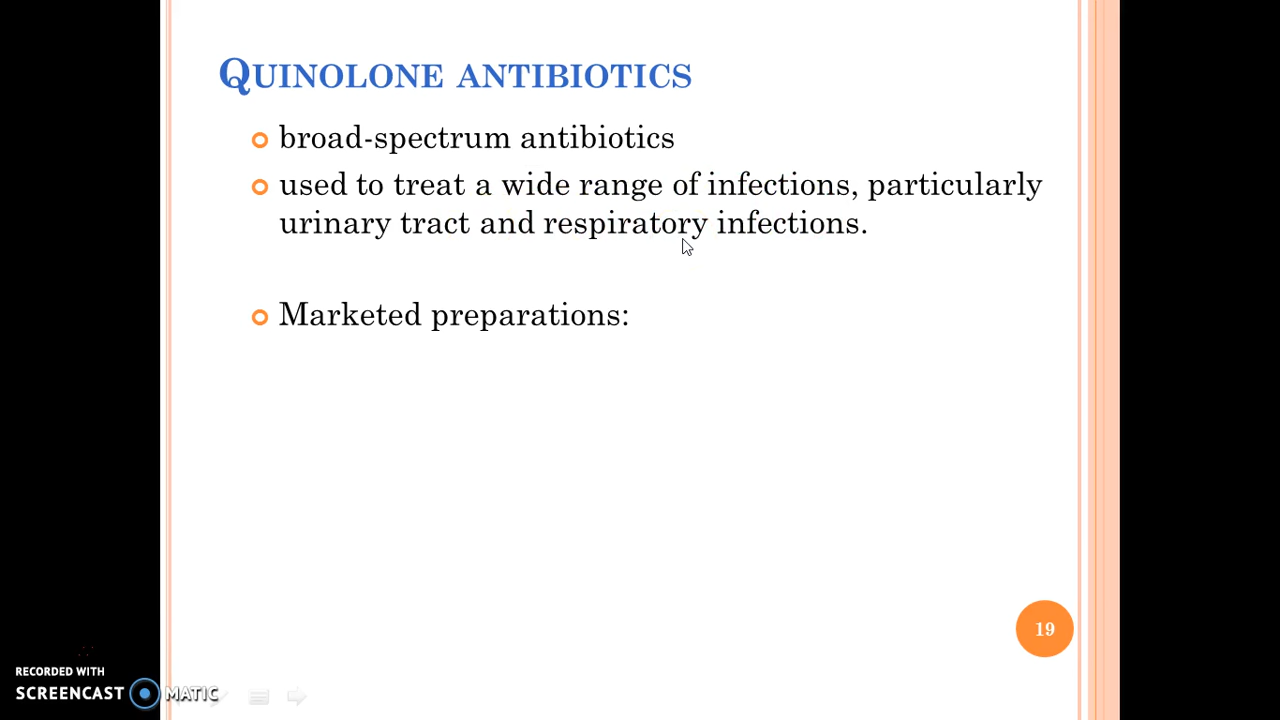 QUINOLONE ANTIBIOTICS
broad-spectrum antibiotics
used to treat a wide range of infections, particularly
urinary tract and respiratory infections.
Marketed preparations:
19
RECORDED WITH
SCREENCAST MATIC